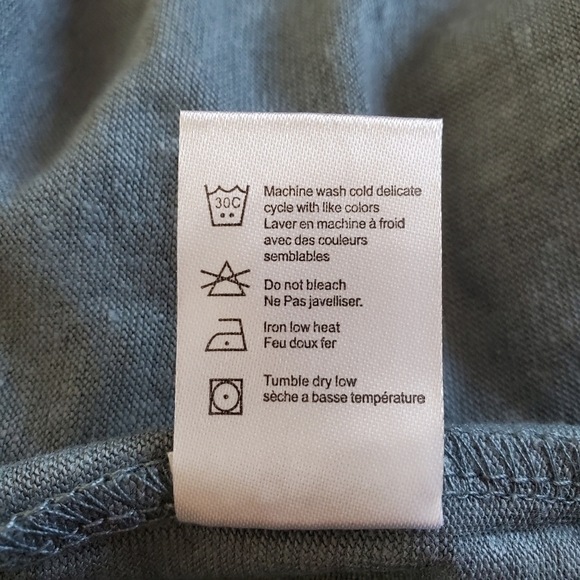 30C
Machine wash cold delicate
cycle with like colors
Laver en machine à froid
avec des couleurs
semblables
Do not bleach
Ne Pas javelliser.
Iron low heat
Feu doux fer
Tumble dry low
sèche a basse température